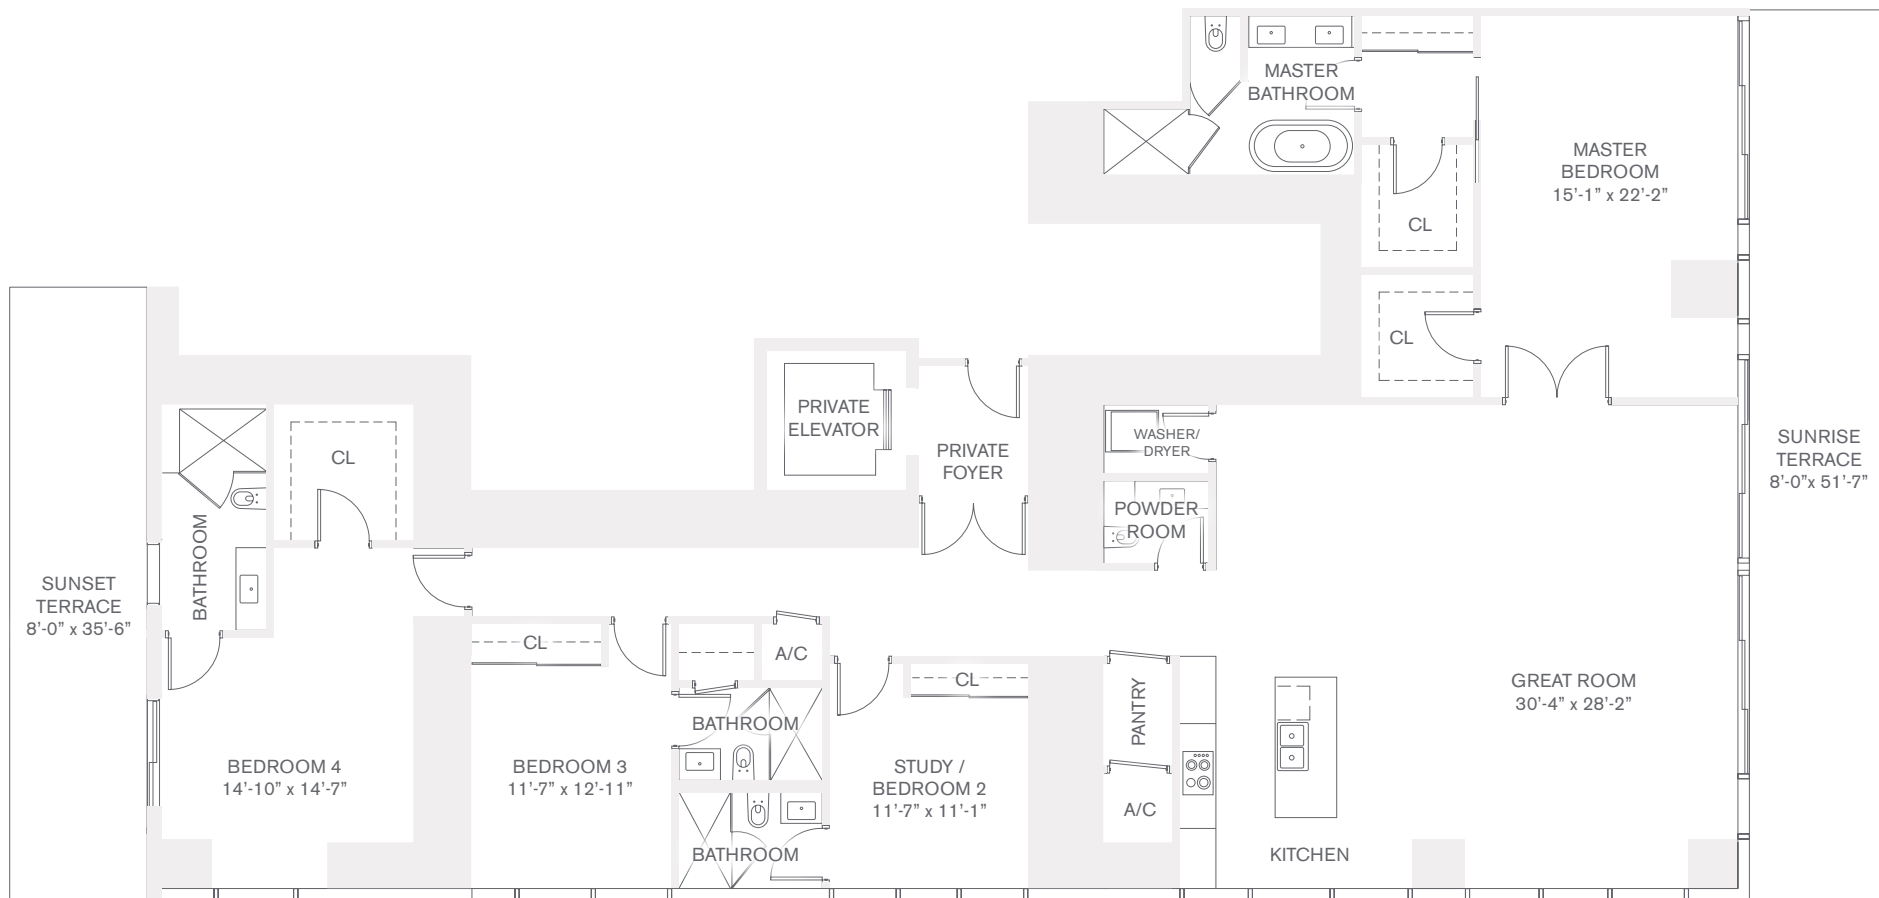 MASTER
BATHROOM
MASTER
BEDROOM
15’-1” x 22’-2”
CL
CL
PRIVATE
ELEVATOR
PRIVATE
FOYER
WASHER/
DRYER
POWDER
ROOM
SUNRISE
TERRACE
8’-0”x 51’-7”
CL
BATHROOM
SUNSET
TERRACE
8’-0” x 35’-6”
CL
A/C
CL
BATHROOM
PANTRY
GREAT ROOM
30’-4” x 28’-2”
BEDROOM 4
14’-10” x 14’-7”
BEDROOM 3
11’-7” x 12’-11”
STUDY /
BEDROOM 2
11’-7” x 11’-1”
A/C
BATHROOM
KITCHEN